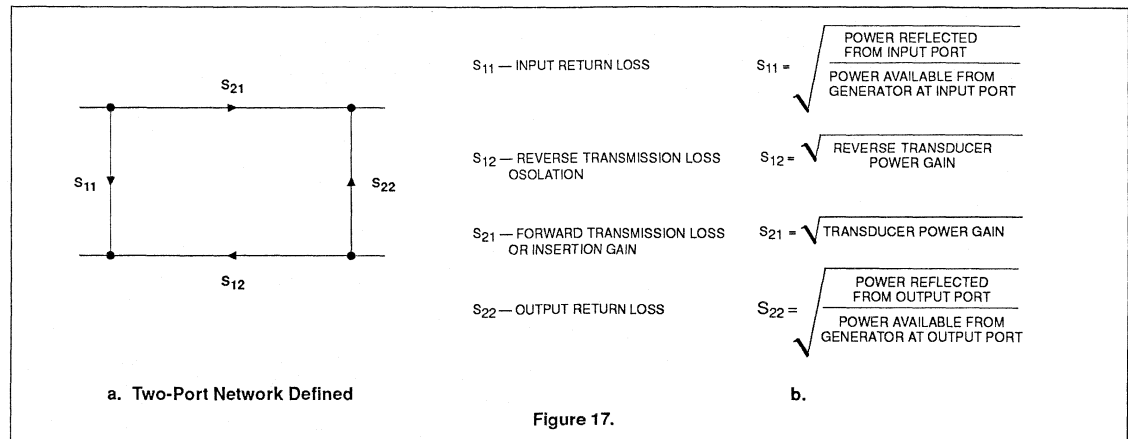 S21
S11
S22
S12
a. Two-Port Network Defined
S11 — INPUT RETURN LOSS
S12 — REVERSE TRANSMISSION LOSS
OSOLATION
S21 — FORWARD TRANSMISSION LOSS
OR INSERTION GAIN
S22 — OUTPUT RETURN LOSS
S11 = √
POWER REFLECTED
FROM INPUT PORT
POWER AVAILABLE FROM
GENERATOR AT INPUT PORT
S12 = √ REVERSE TRANSDUCER
POWER GAIN
S21 = √ TRANSDUCER POWER GAIN
S22 = √
POWER REFLECTED
FROM OUTPUT PORT
POWER AVAILABLE FROM
GENERATOR AT OUTPUT PORT
b.
Figure 17.